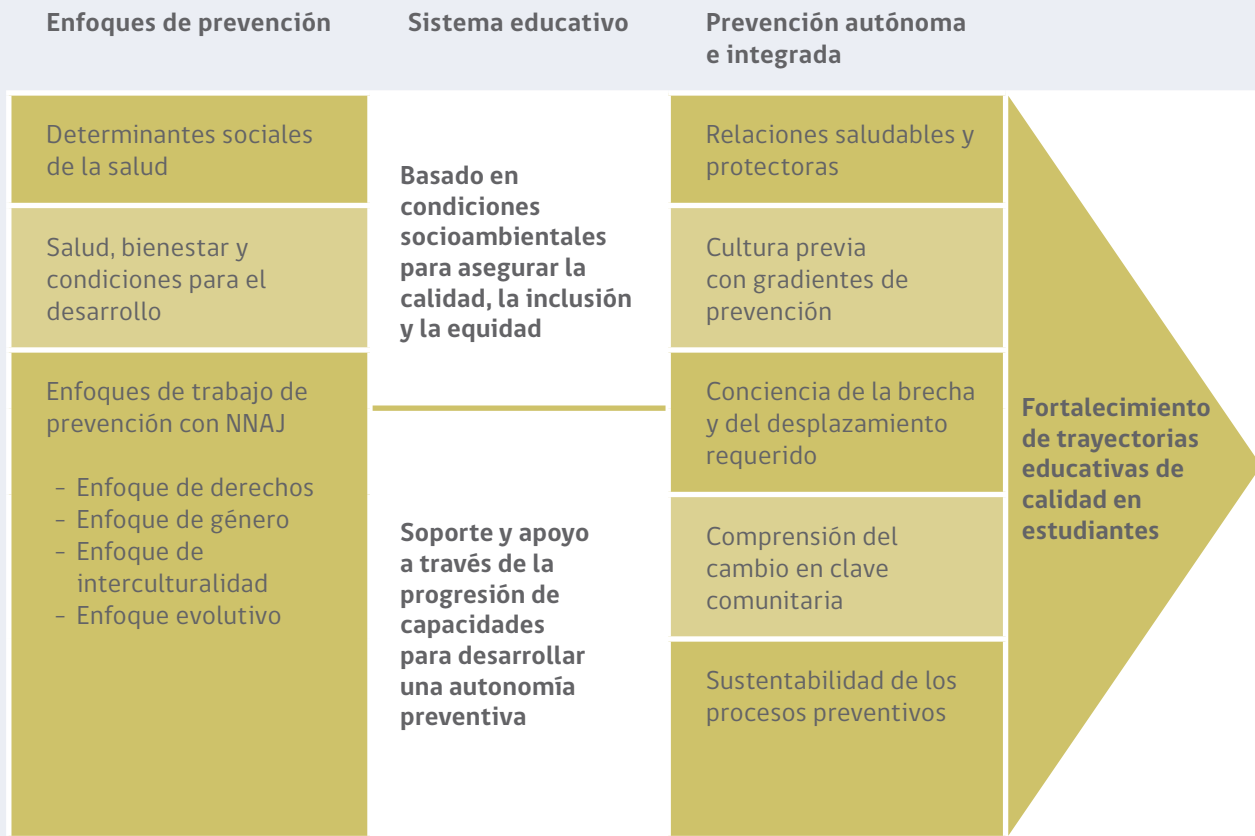 Enfoques de prevención
Sistema educativo
Prevención autónoma
e integrada
Determinantes sociales
de la salud
Salud, bienestar y
condiciones para el
desarrollo
Enfoques de trabajo de
prevención con NNAJ
- Enfoque de derechos
- Enfoque de género
- Enfoque de
interculturalidad
- Enfoque evolutivo
Basado en
condiciones
socioambientales
para asegurar la
calidad, la inclusión
y la equidad
Soporte y apoyo
a través de la
progresión de
capacidades
para desarrollar
una autonomía
preventiva
Relaciones saludables y
protectoras
Cultura previa
con gradientes de
prevención
Conciencia de la brecha
y del desplazamiento
requerido
Comprensión del
cambio en clave
comunitaria
Sustentabilidad de los
procesos preventivos
Fortalecimiento
de trayectorias
educativas de
calidad en
estudiantes